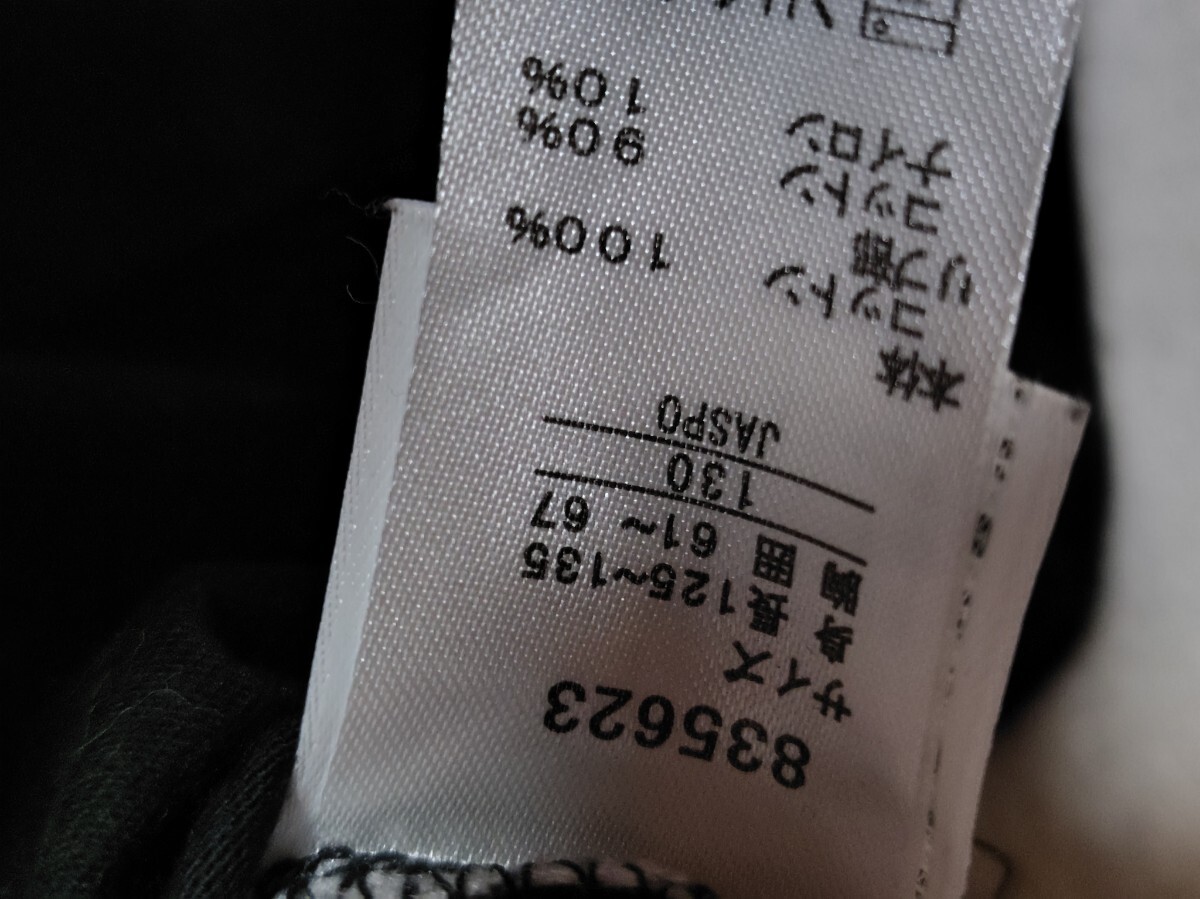 835623
サイズ
身長125~135
胸囲 61~ 67
130
JASPO
本体
コットン 100%
リブ部
コットン 90%
ナイロン 10%